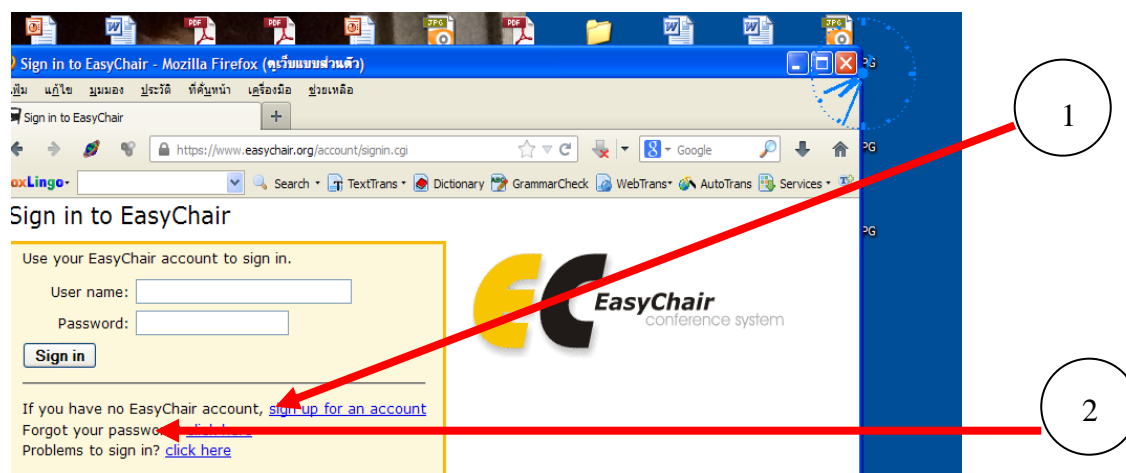 Sign in to EasyChair - Mozilla Firefox (ดูเว็บแบบส่วนตัว)
แก้ไข มุมมอง ประวัติ ที่คั่นหน้า เครื่องมือ ช่วยเหลือ
Sign in to EasyChair +
https://www.easychair.org/account/signin.cgi Google
Lingo Search TextTrans Dictionary GrammarCheck WebTrans AutoTrans Services
Sign in to EasyChair
Use your EasyChair account to sign in.
User name:
Password:
Sign in
EasyChair
conference system
If you have no EasyChair account, sign up for an account
Forgot your password? click here
Problems to sign in? click here
1
2